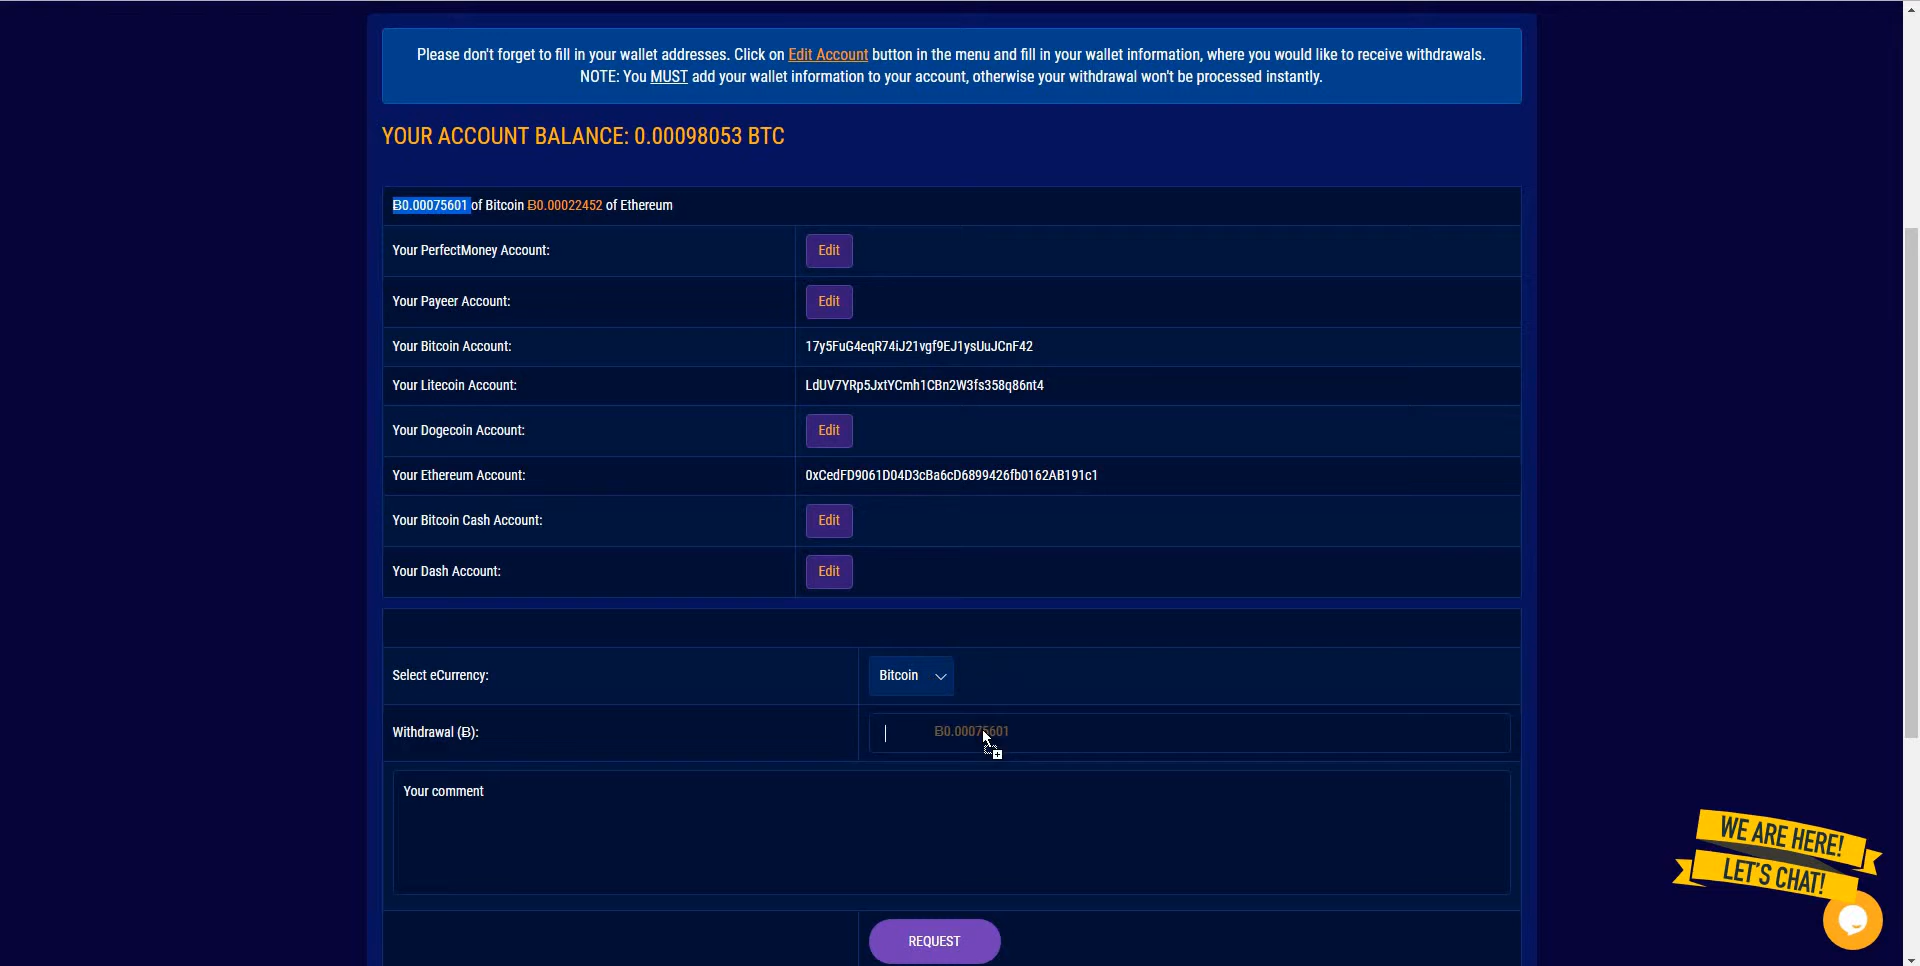 Please don't forget to fill in your wallet addresses. Click on Edit Account button in the menu and fill in your wallet information, where you would like to receive withdrawals.
NOTE: You MUST add your wallet information to your account, otherwise your withdrawal won't be processed instantly.
YOUR ACCOUNT BALANCE: 0.00098053 BTC
Ƀ0.00075601 of Bitcoin Ƀ0.00022452 of Ethereum
Your PerfectMoney Account: Edit
Your Payeer Account: Edit
Your Bitcoin Account: 17y5FuG4eqR74iJ21vgf9EJ1ysUuJCnF42
Your Litecoin Account: LdUV7YRp5JxtYCmh1CBn2W3fs358q86nt4
Your Dogecoin Account: Edit
Your Ethereum Account: 0xCedFD9061D04D3cBa6cD6899426fb0162AB191c1
Your Bitcoin Cash Account: Edit
Your Dash Account: Edit
Select eCurrency: Bitcoin
Withdrawal (Ƀ): Ƀ0.00075601
Your comment
WE ARE HERE!
LET'S CHAT!
REQUEST